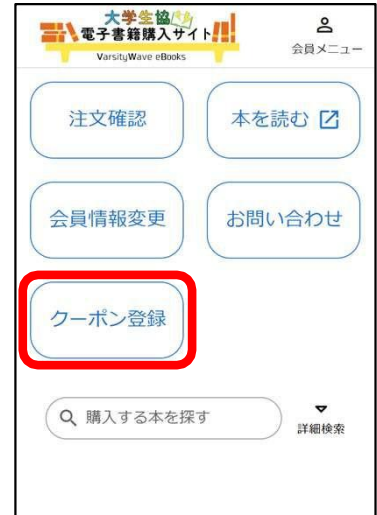 大学生協
電子書籍購入サイト
VarsityWave eBooks
会員メニュー
注文確認
本を読む
会員情報変更
お問い合わせ
クーポン登録
購入する本を探す
詳細検索